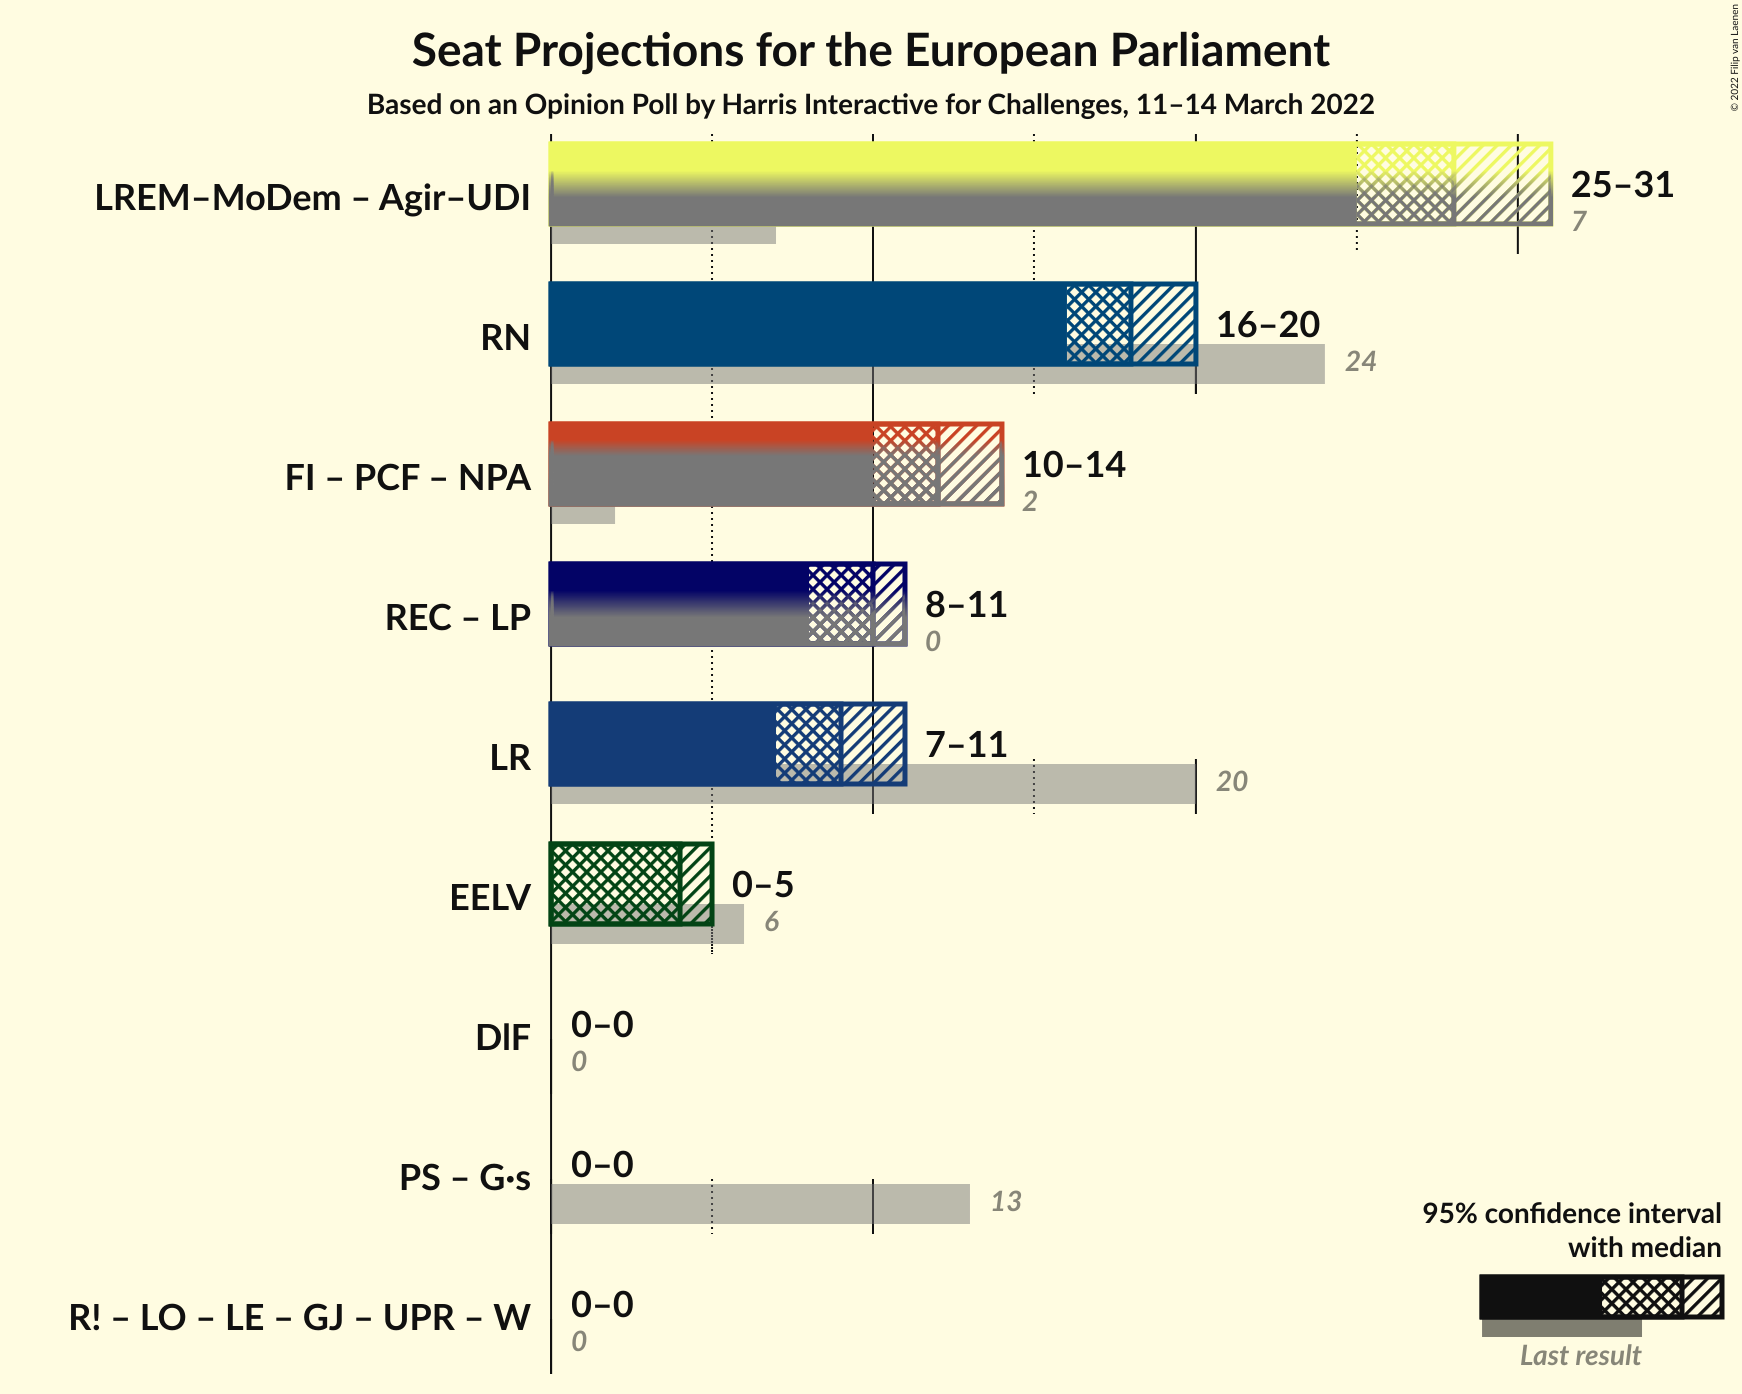 Seat Projections for the European Parliament
Based on an Opinion Poll by Harris Interactive for Challenges, 11–14 March 2022
© 2022 Filip van Laenen
LREM–MoDem – Agir–UDI
25–31
7
RN
16–20
24
FI – PCF – NPA
10–14
2
REC – LP
8–11
0
LR
7–11
20
EELV
0–5
6
DlF
0–0
0
PS – G·s
0–0
13
R! – LO – LE – GJ – UPR – W
0–0
0
95% confidence interval
with median
Last result